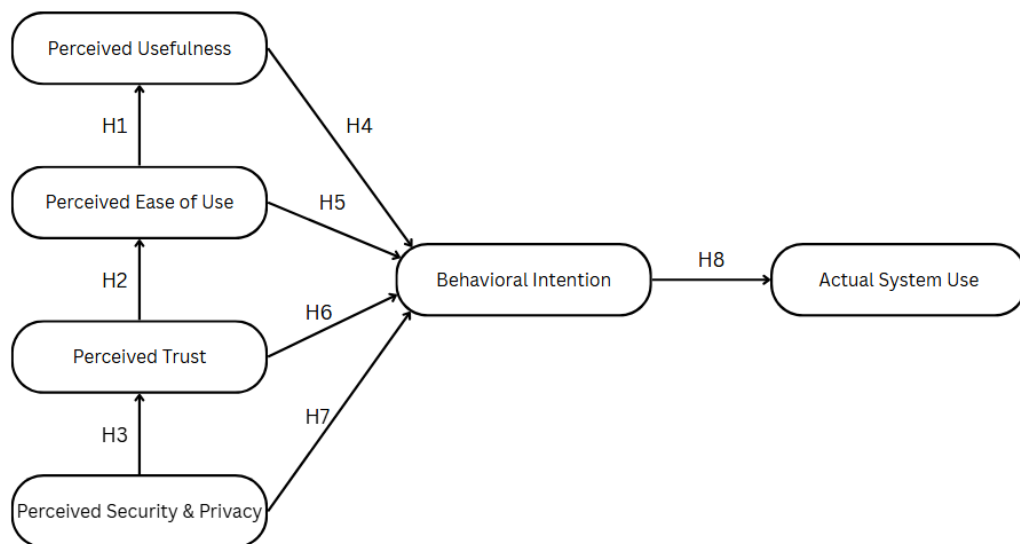 Perceived Usefulness
H1
H4
Perceived Ease of Use
H5
H2
Behavioral Intention
H8
Actual System Use
H6
Perceived Trust
H7
H3
Perceived Security & Privacy